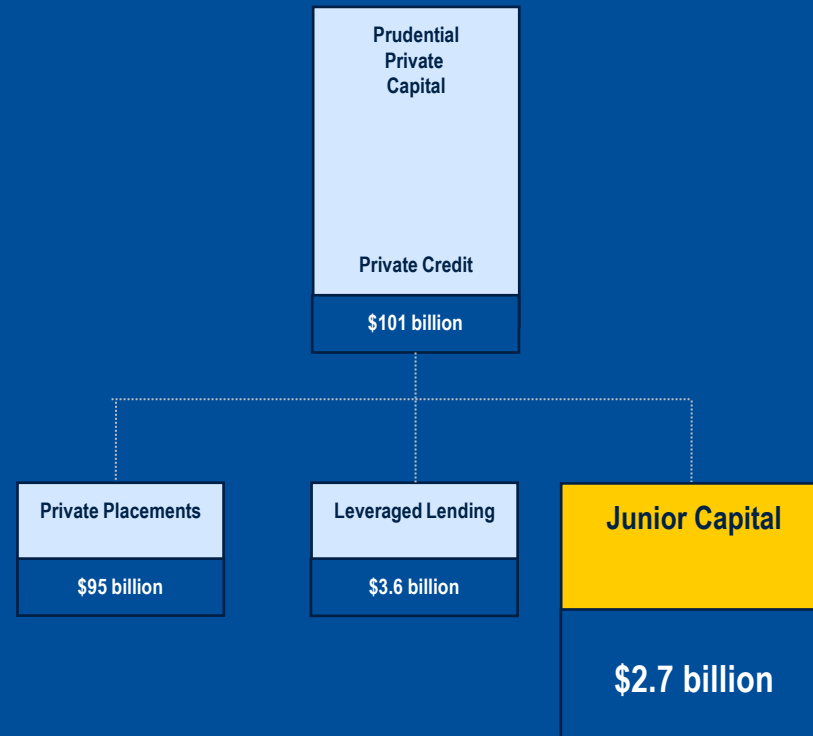 Prudential
Private
Capital
Private Credit
$101 billion
Private Placements
$95 billion
Leveraged Lending
$3.6 billion
Junior Capital
$2.7 billion